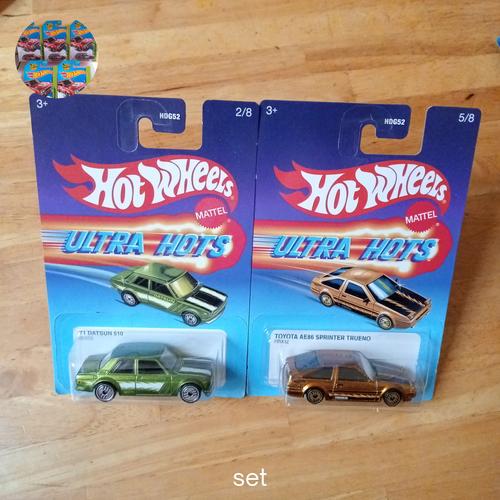 3+
HDG52
2/8
HOT WHEELS
MATTEL
ULTRA HOTS
'71 DATSUN 510
3+
HDG52
5/8
HOT WHEELS
MATTEL
ULTRA HOTS
TOYOTA AE86 SPRINTER TRUENO
set